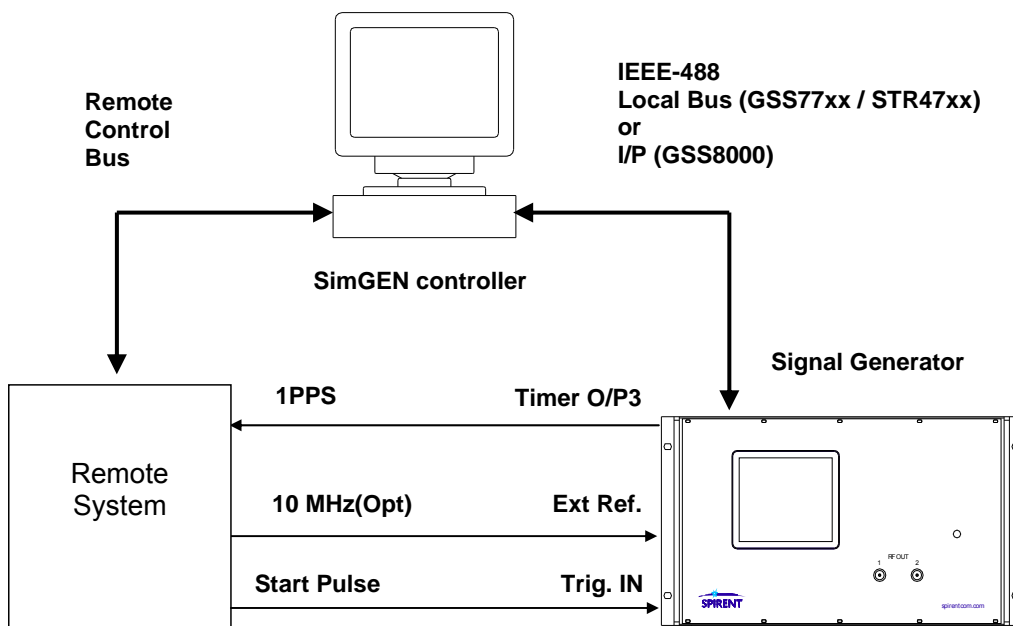 Remote
Control
Bus
IEEE-488
Local Bus (GSS77xx / STR47xx)
or
I/P (GSS8000)
SimGEN controller
Signal Generator
1PPS
Timer O/P3
Remote
System
10 MHz(Opt)
Ext Ref.
Start Pulse
Trig. IN
RF OUT
1
2
SPIRENT
spirentcom.com